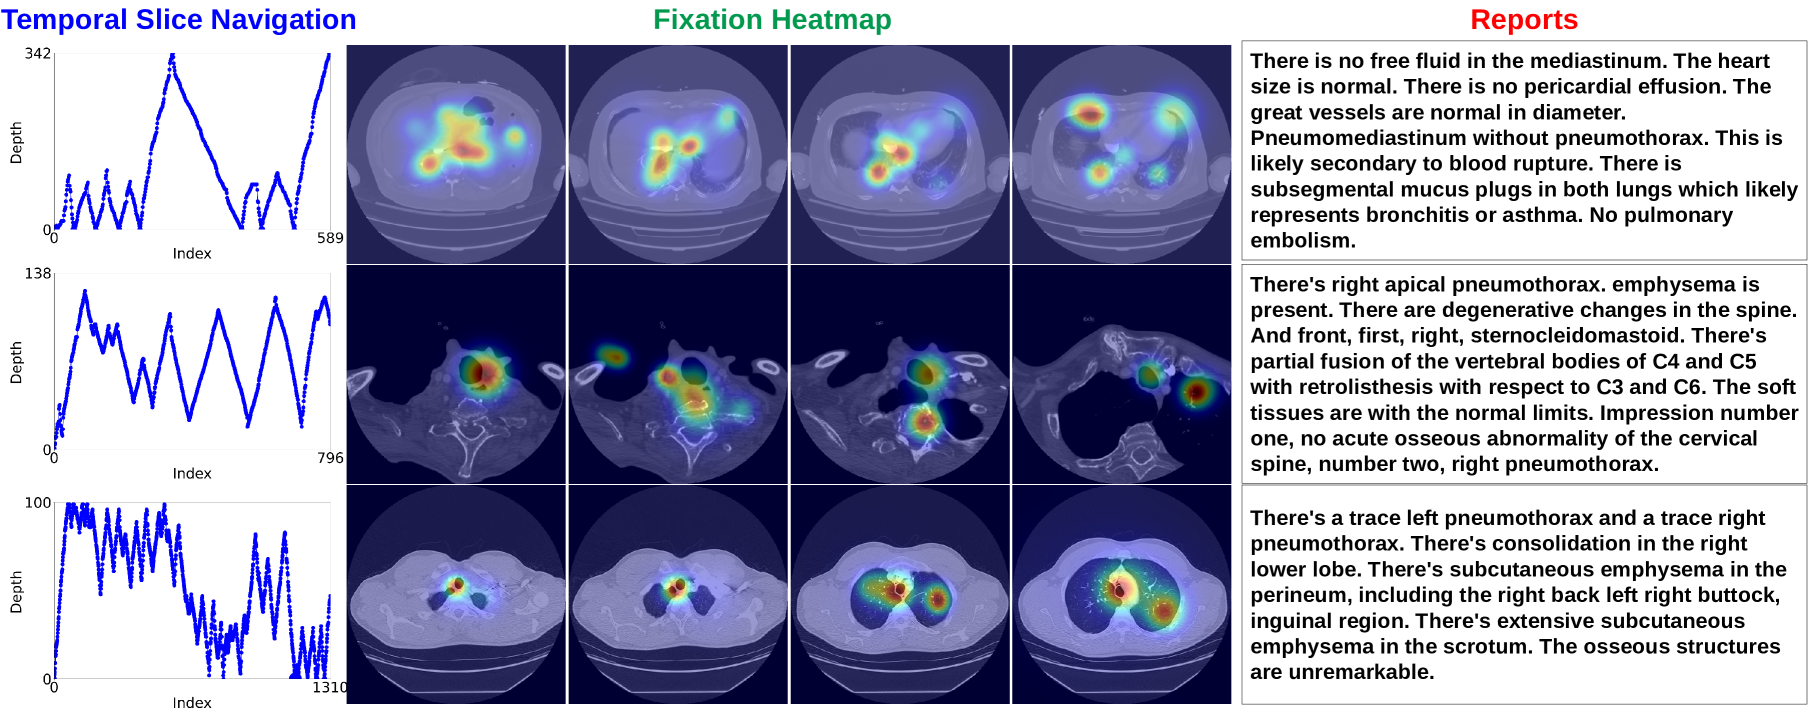 Temporal Slice Navigation
Fixation Heatmap
Reports
342
Depth
0
0
589
Index
There is no free fluid in the mediastinum. The heart
size is normal. There is no pericardial effusion. The
great vessels are normal in diameter.
Pneumomediastinum without pneumothorax. This is
likely secondary to blood rupture. There is
subsegmental mucus plugs in both lungs which likely
represents bronchitis or asthma. No pulmonary
embolism.
138
Depth
0
0
796
Index
There's right apical pneumothorax. emphysema is
present. There are degenerative changes in the spine.
And front, first, right, sternocleidomastoid. There's
partial fusion of the vertebral bodies of C4 and C5
with retrolisthesis with respect to C3 and C6. The soft
tissues are with the normal limits. Impression number
one, no acute osseous abnormality of the cervical
spine, number two, right pneumothorax.
100
Depth
0
0
1310
Index
There's a trace left pneumothorax and a trace right
pneumothorax. There's consolidation in the right
lower lobe. There's subcutaneous emphysema in the
perineum, including the right back left right buttock,
inguinal region. There's extensive subcutaneous
emphysema in the scrotum. The osseous structures
are unremarkable.